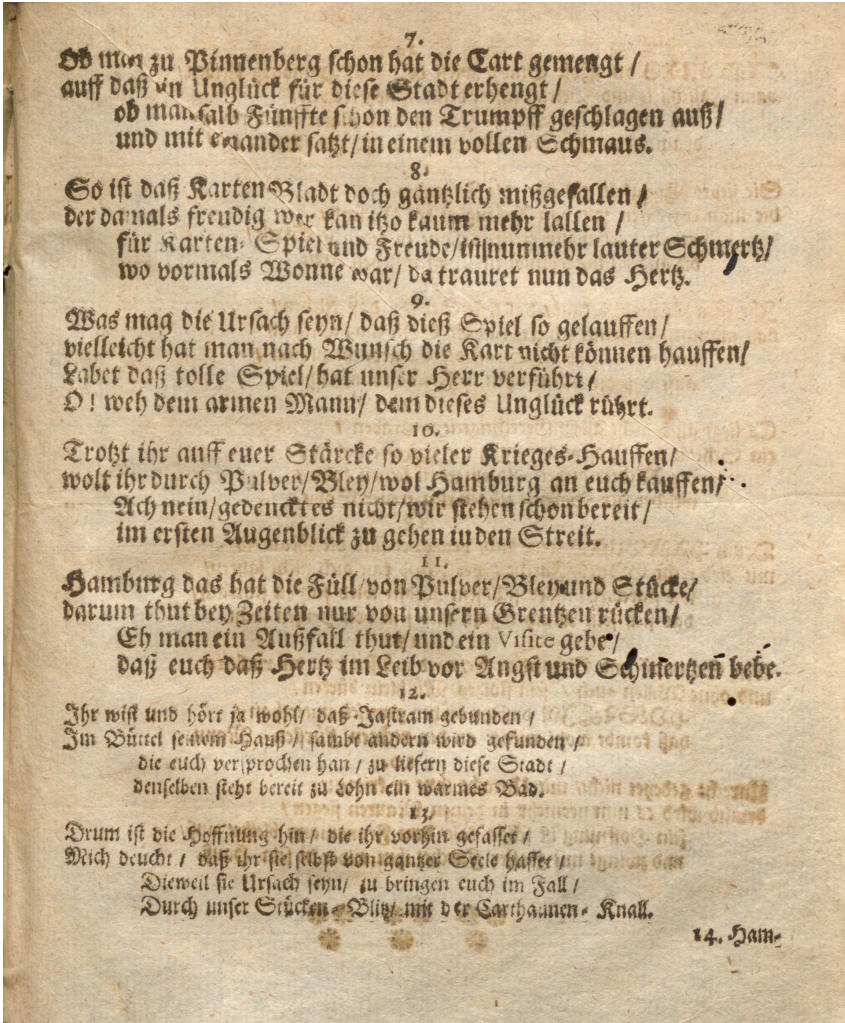 7.
Ob man zu Pinnenberg schon hat die Cart gemengt /
auff daß ein Unglück für diese Stadt erhengt /
ob man salb Fünffte schon den Trumpff geschlagen auß /
und mit einander satzt / in einem vollen Schmaus.
8.
So ist daß Karten Bladt doch gäntzlich mißgefallen /
der damals freudig war kan itzo kaum mehr lallen /
für Karten- Spiel und Freude / ist nunmehr lauter Schmertz /
wo vormals Wonne war / da trauret nun das Hertz.
9.
Was mag die Ursach seyn / daß dieß Spiel so gelauffen /
vielleicht hat man nach Wunsch die Kart nicht können hauffen /
Labet daß tolle Spiel / hat unser Herr verführt /
O! weh dem armen Mann / dem dieses Unglück rührt.
10.
Trotzt ihr auff euer Stärcke so vieler Krieges-Hauffen /
wolt ihr durch Pulver / Bley / wol Hamburg an euch kauffen /
Ach nein / gedenckt es nicht / wir stehen schon bereit /
im ersten Augenblick zu gehen in den Streit.
11.
Hamburg das hat die Füll von Pulver / Bley und Stücke /
darum thut bey Zeiten nur von unsern Grentzen rücken /
Eh man ein Außfall thut / und ein Visite gebe /
daß euch daß Hertz im Leib vor Angst und Schmertzen̄ bebe.
12.
Ihr wist und hört ja wohl / daß Jastram gebunden /
Im Büttel seinem Hauß / sambt andern wird gefunden /
die euch versprochen han / zu liefern diese Stadt /
denselben steht bereit zu Lohn ein warmes Bad.
13.
Drum ist die Hoffnung hin / die ihr vorhin gefasset /
Mich deucht / daß ihr sie selbst von gantzer Seele hasset /
Dieweil sie Ursach seyn / zu bringen euch im Fall /
Durch unser Stücken-Blitz / mit der Carthaunen- Knall.
14. Ham-